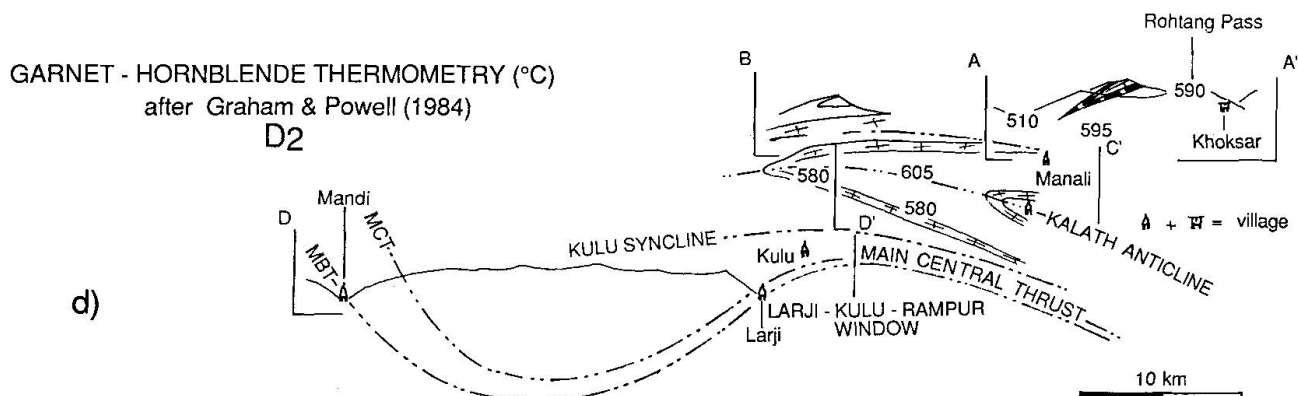 Rohtang Pass
GARNET - HORNBLENDE THERMOMETRY (°C)
after Graham & Powell (1984)
D2
B
A
A'
590
510
595
Khoksar
C'
Manali
580
605
580
Mandi
D
MCT
MBT
KULU SYNCLINE
D'
Kulu
MAIN CENTRAL THRUST
KALATH ANTICLINE
+ = village
d)
Larji
LARJI - KULU - RAMPUR
WINDOW
10 km